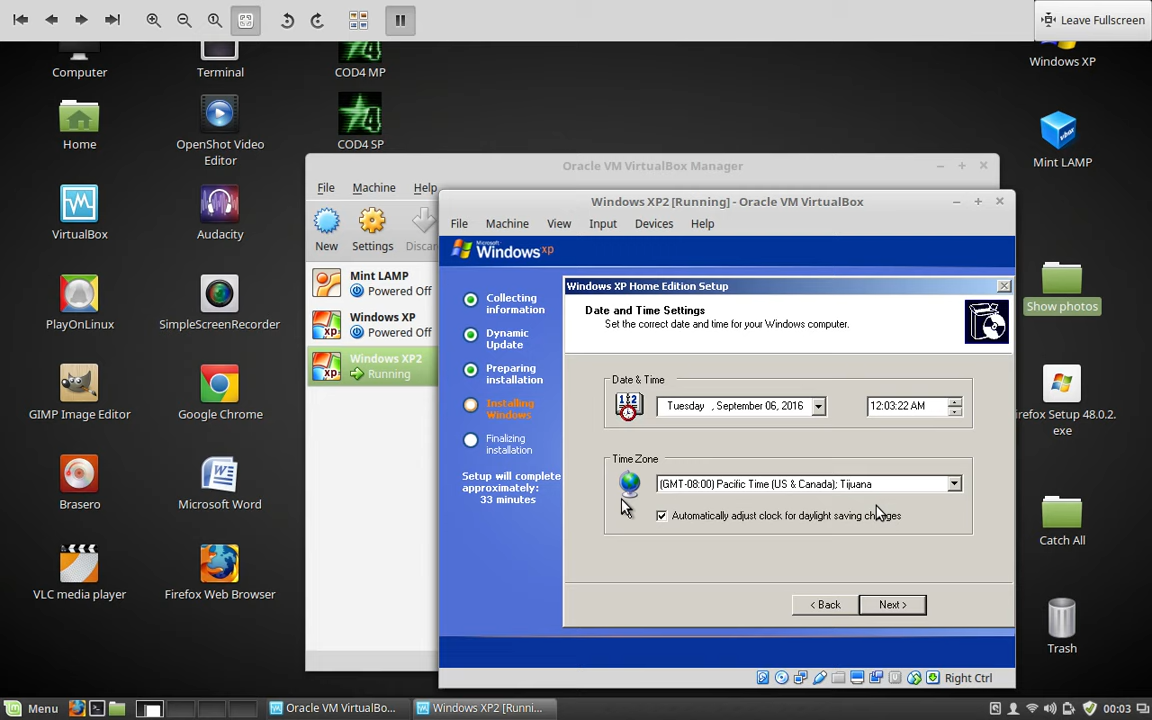 Leave Fullscreen
Computer
Terminal
COD4 MP
Windows XP
Home
OpenShot Video
Editor
COD4 SP
Mint LAMP
VirtualBox
Audacity
PlayOnLinux
SimpleScreenRecorder
Show photos
GIMP Image Editor
Google Chrome
irefox Setup 48.0.2.
exe
Brasero
Microsoft Word
Catch All
VLC media player
Firefox Web Browser
Trash
Oracle VM VirtualBox Manager
File Machine Help
New Settings Discar
Mint LAMP
Powered Off
Windows XP
Powered Off
Windows XP2
Running
Windows XP2 [Running] - Oracle VM VirtualBox
File Machine View Input Devices Help
Microsoft
Windows xp
Collecting
information
Dynamic
Update
Preparing
installation
Installing
Windows
Finalizing
installation
Setup will complete
approximately:
33 minutes
Windows XP Home Edition Setup
Date and Time Settings
Set the correct date and time for your Windows computer.
Date & Time
Tuesday , September 06, 2016
12:03:22 AM
Time Zone
(GMT-08:00) Pacific Time (US & Canada); Tijuana
Automatically adjust clock for daylight saving changes
< Back
Next >
Right Ctrl
Menu
Oracle VM VirtualBo...
Windows XP2 [Runni...
00:03